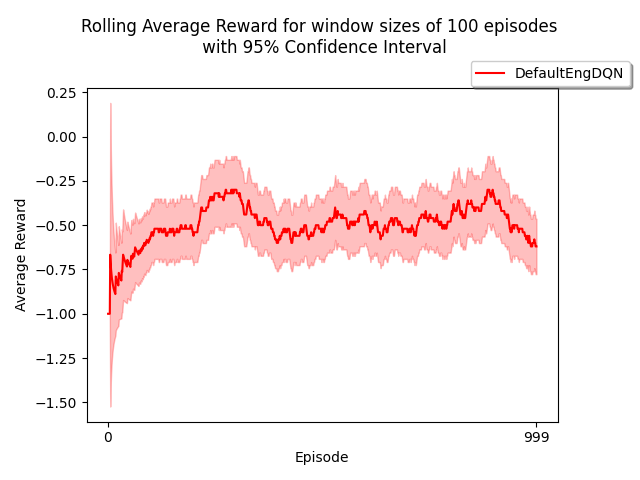 Rolling Average Reward for window sizes of 100 episodes
with 95% Confidence Interval
DefaultEngDQN
0.25
0.00
−0.25
−0.50
−0.75
−1.00
−1.25
−1.50
Average Reward
0
999
Episode